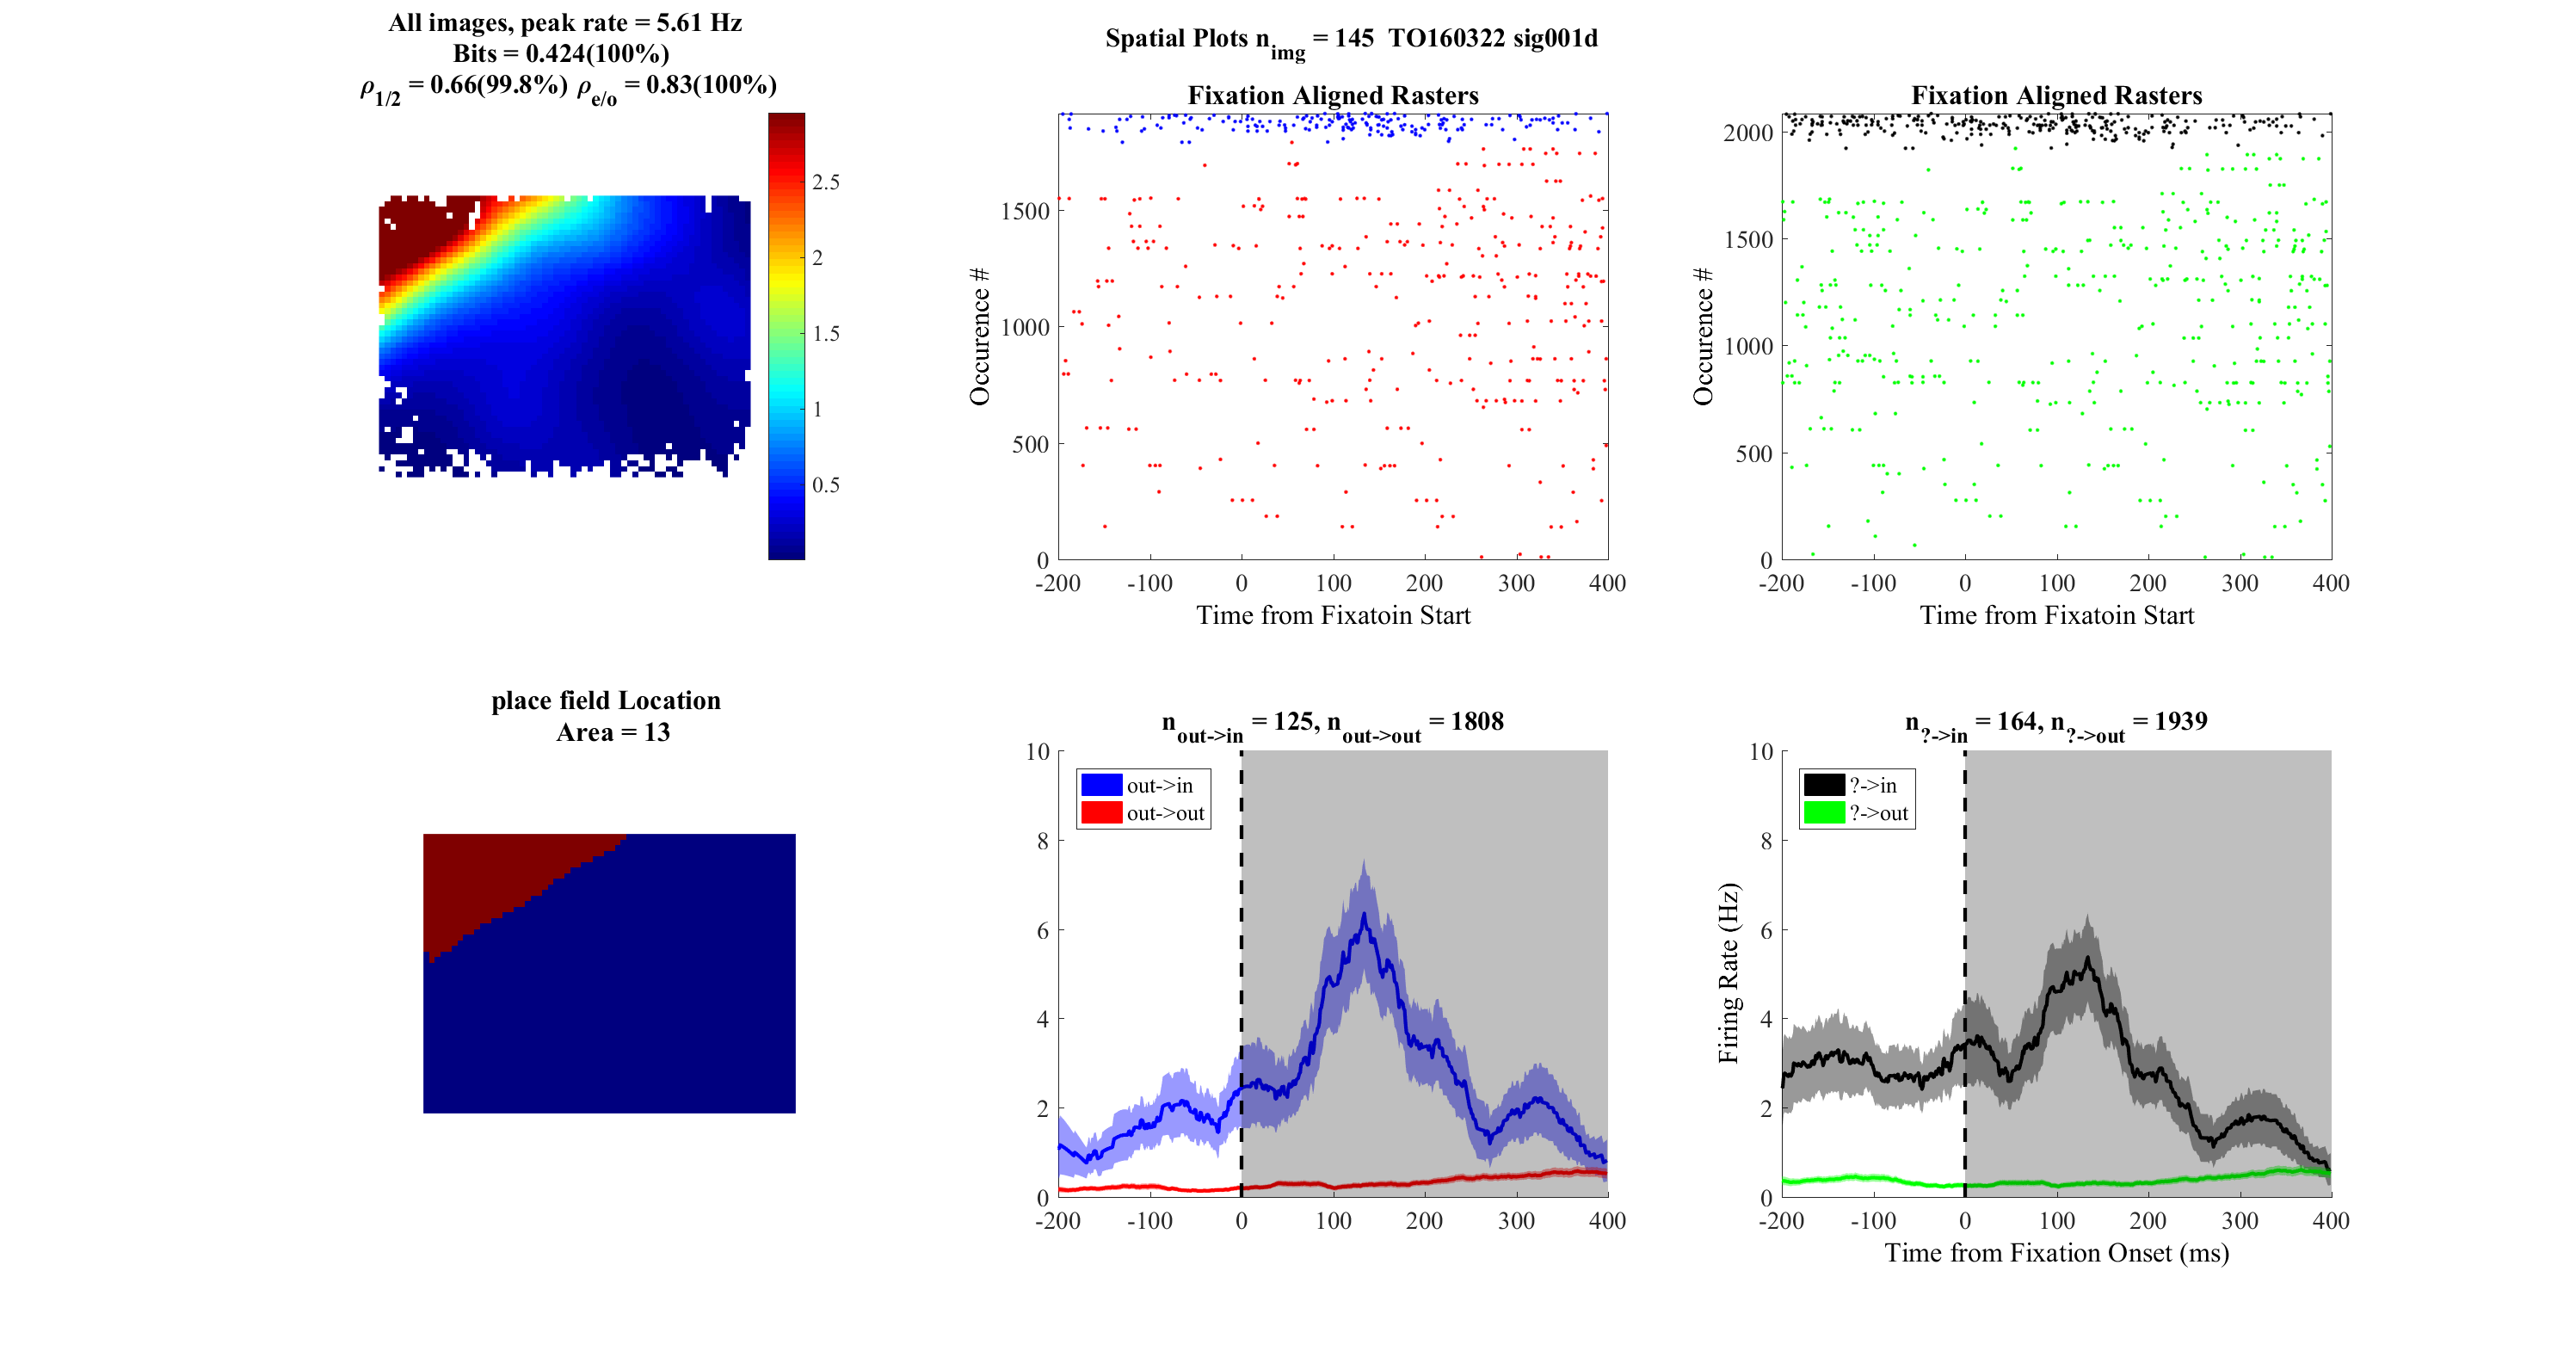 All images, peak rate = 5.61 Hz
Bits = 0.424(100%)
ρ1/2 = 0.66(99.8%) ρe/o = 0.83(100%)
2.5
2
1.5
1
0.5
Spatial Plots nimg = 145 TO160322 sig001d
Fixation Aligned Rasters
Occurence #
1500
1000
500
0
-200 -100 0 100 200 300 400
Time from Fixatoin Start
Fixation Aligned Rasters
Occurence #
2000
1500
1000
500
0
-200 -100 0 100 200 300 400
Time from Fixatoin Start
place field Location
Area = 13
nout->in = 125, nout->out = 1808
10
8
6
4
2
0
out->in
out->out
-200 -100 0 100 200 300 400
n?->in = 164, n?->out = 1939
Firing Rate (Hz)
10
8
6
4
2
0
?->in
?->out
-200 -100 0 100 200 300 400
Time from Fixation Onset (ms)